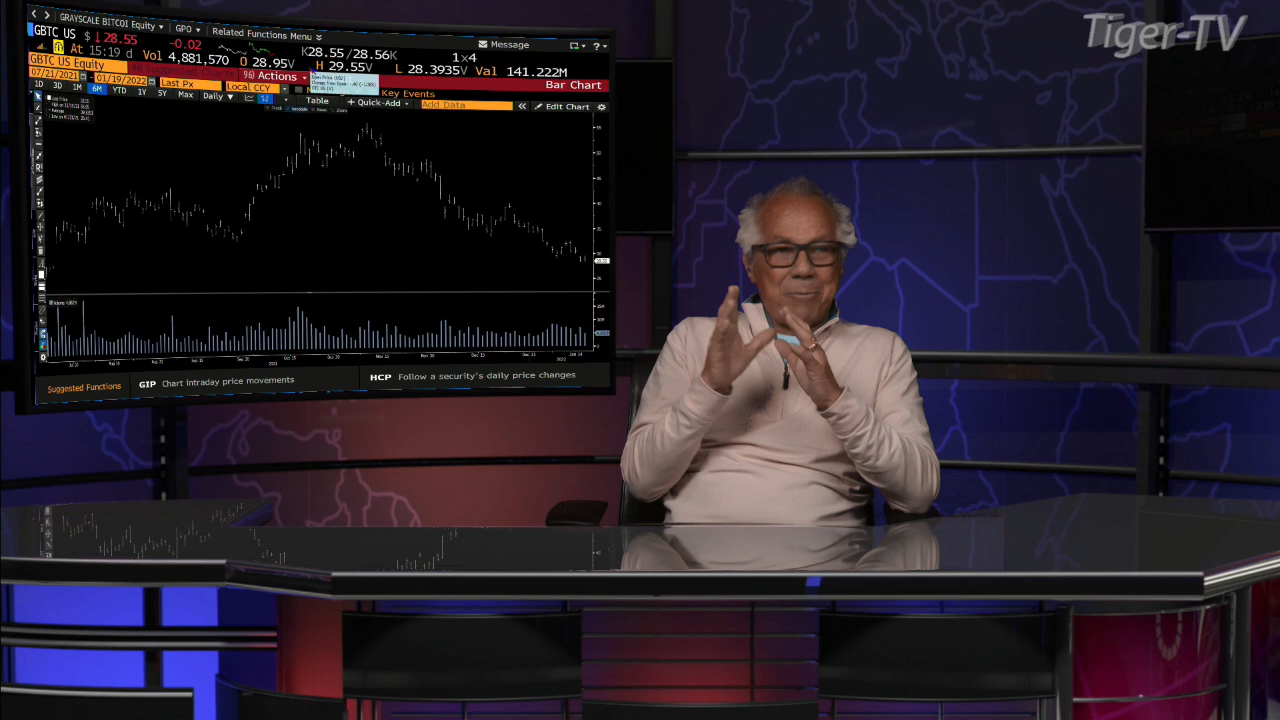 Tiger-TV
GRAYSCALE BITCOI Equity GPO Related Functions Menu
Message
GBTC US $ ↓ 28.55 -0.02 K28.55/28.56K 1x4
At 15:19 d Vol 4,881,570 O 28.95V H 29.55V L 28.3935V Val 141.222M
GBTC US Equity
96) Actions
Bar Chart
07/21/2021 - 01/19/2022 Last Px Local CCY
Key Events
1D 3D 1M 6M YTD 1Y 5Y Max Daily
Table + Quick-Add Add Data « Edit Chart
28.55
Suggested Functions GIP Chart Intraday price movements HCP Follow a security's daily price changes